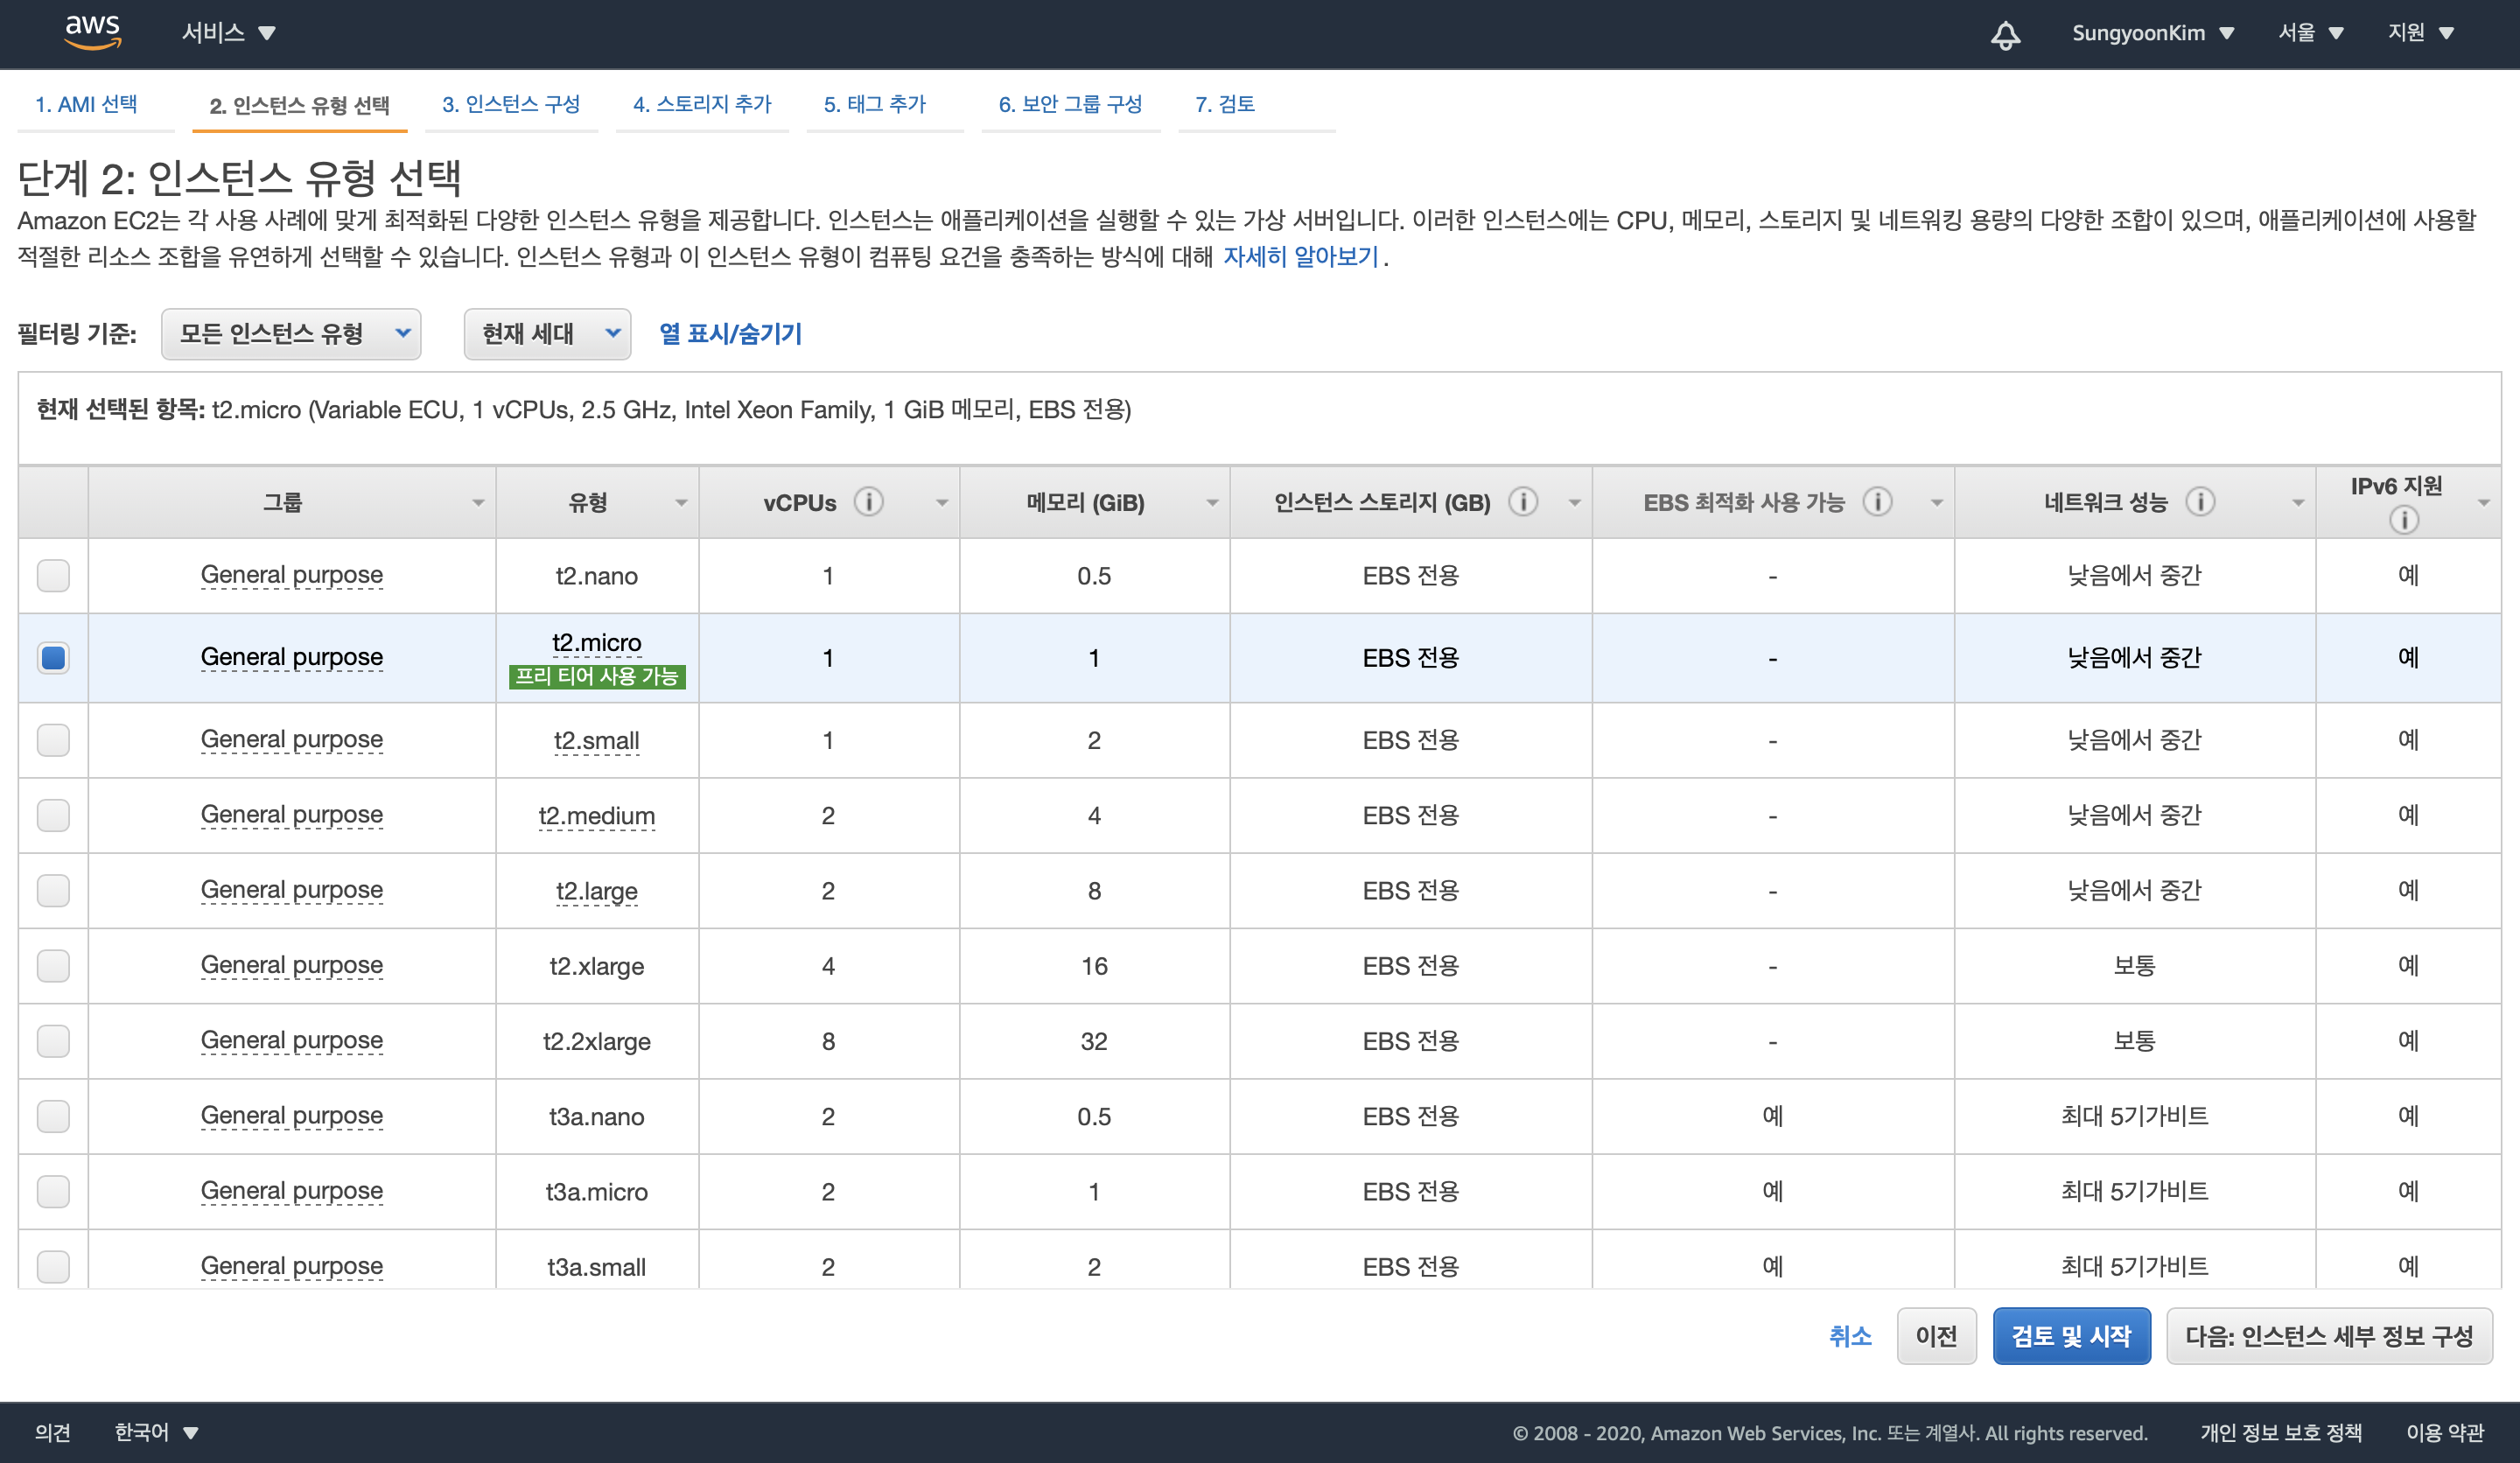 aws 서비스 SungyoonKim 서울 지원
1. AMI 선택 2. 인스턴스 유형 선택 3. 인스턴스 구성 4. 스토리지 추가 5. 태그 추가 6. 보안 그룹 구성 7. 검토
단계 2: 인스턴스 유형 선택
Amazon EC2는 각 사용 사례에 맞게 최적화된 다양한 인스턴스 유형을 제공합니다. 인스턴스는 애플리케이션을 실행할 수 있는 가상 서버입니다. 이러한 인스턴스에는 CPU, 메모리, 스토리지 및 네트워킹 용량의 다양한 조합이 있으며, 애플리케이션에 사용할
적절한 리소스 조합을 유연하게 선택할 수 있습니다. 인스턴스 유형과 이 인스턴스 유형이 컴퓨팅 요건을 충족하는 방식에 대해 자세히 알아보기.
필터링 기준: 모든 인스턴스 유형 현재 세대 열 표시/숨기기
현재 선택된 항목: t2.micro (Variable ECU, 1 vCPUs, 2.5 GHz, Intel Xeon Family, 1 GiB 메모리, EBS 전용)
그룹 유형 vCPUs i 메모리 (GiB) 인스턴스 스토리지 (GB) i EBS 최적화 사용 가능 i 네트워크 성능 i IPv6 지원 i
General purpose t2.nano 1 0.5 EBS 전용 - 낮음에서 중간 예
General purpose t2.micro 1 1 EBS 전용 - 낮음에서 중간 예
프리 티어 사용 가능
General purpose t2.small 1 2 EBS 전용 - 낮음에서 중간 예
General purpose t2.medium 2 4 EBS 전용 - 낮음에서 중간 예
General purpose t2.large 2 8 EBS 전용 - 낮음에서 중간 예
General purpose t2.xlarge 4 16 EBS 전용 - 보통 예
General purpose t2.2xlarge 8 32 EBS 전용 - 보통 예
General purpose t3a.nano 2 0.5 EBS 전용 예 최대 5기가비트 예
General purpose t3a.micro 2 1 EBS 전용 예 최대 5기가비트 예
General purpose t3a.small 2 2 EBS 전용 예 최대 5기가비트 예
취소 이전 검토 및 시작 다음: 인스턴스 세부 정보 구성
의견 한국어 © 2008 - 2020, Amazon Web Services, Inc. 또는 계열사. All rights reserved. 개인 정보 보호 정책 이용 약관